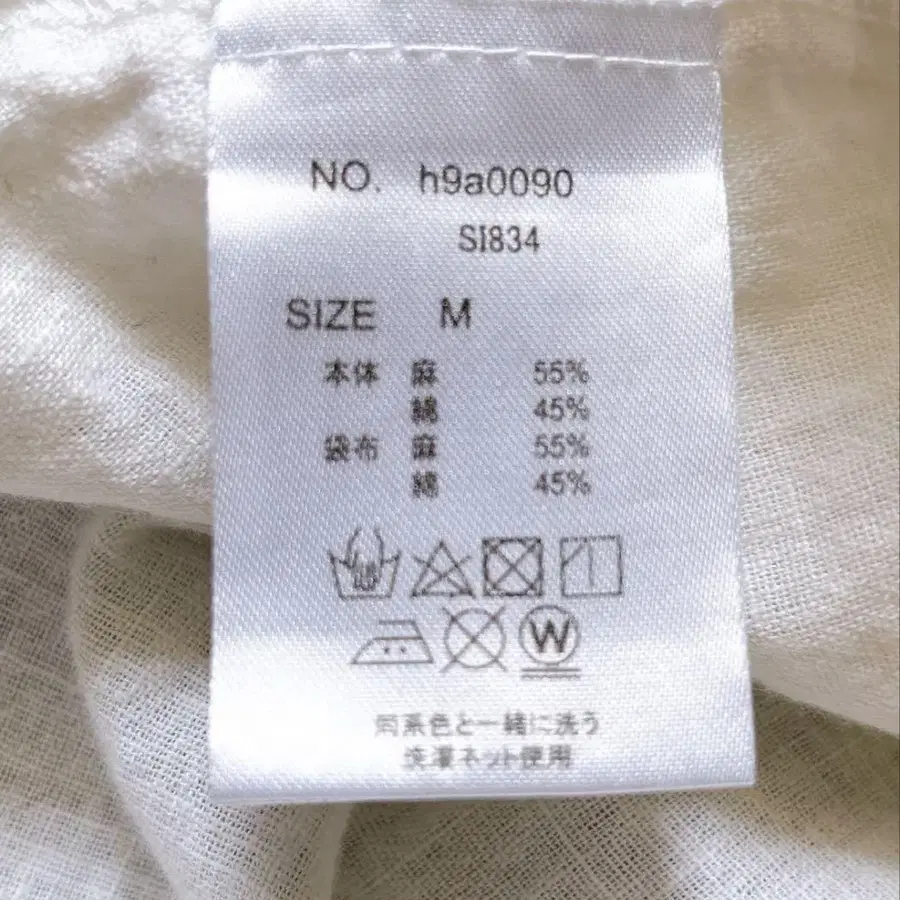 NO. h9a0090
SI834
SIZE M
本体 麻 55%
綿 45%
袋布 麻 55%
綿 45%
W
同系色と一緒に洗う
洗濯ネット使用